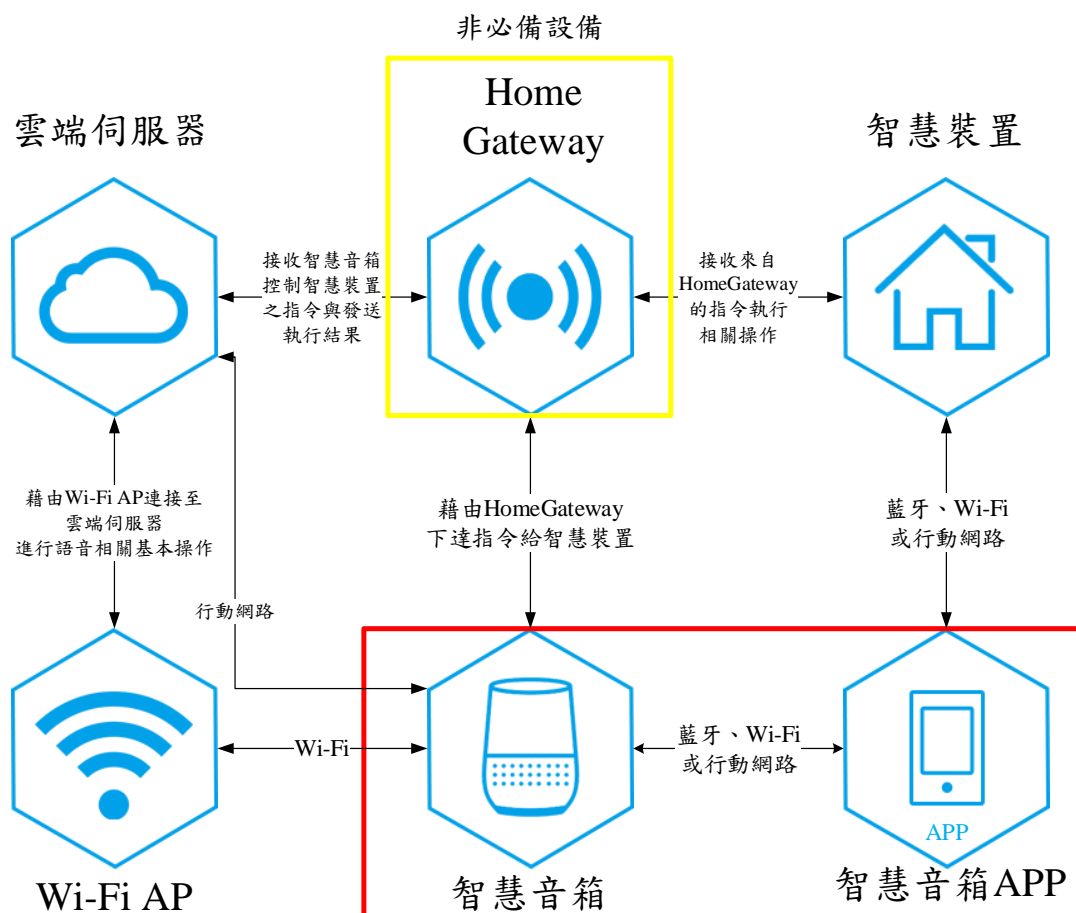 非必備設備
Home
Gateway
雲端伺服器
智慧裝置
接收智慧音箱
控制智慧裝置
之指令與發送
執行結果
接收來自
HomeGateway
的指令執行
相關操作
藉由Wi-Fi AP連接至
雲端伺服器
進行語音相關基本操作
藉由HomeGateway
下達指令給智慧裝置
藍牙、Wi-Fi
或行動網路
行動網路
Wi-Fi
藍牙、Wi-Fi
或行動網路
APP
Wi-Fi AP
智慧音箱
智慧音箱APP